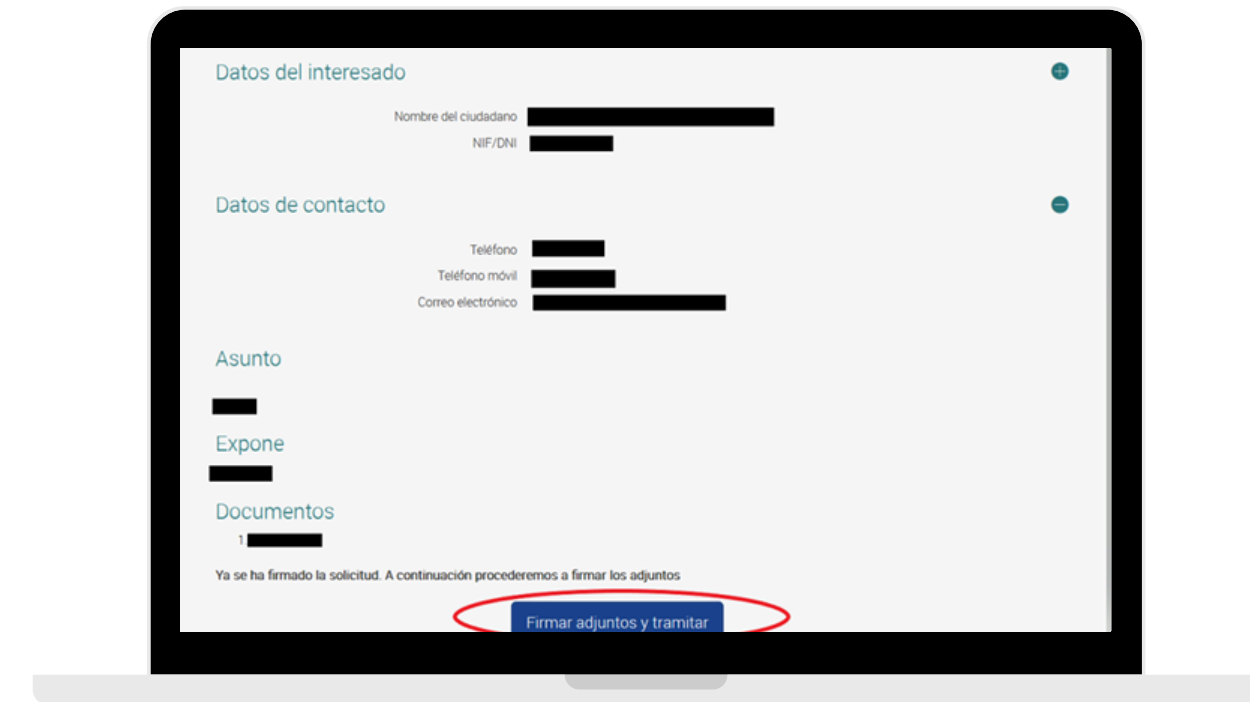 Datos del interesado
Nombre del ciudadano
NIF/DNI
Datos de contacto
Teléfono
Teléfono móvil
Correo electrónico
Asunto
Expone
Documentos
1
Ya se ha firmado la solicitud. A continuación procederemos a firmar los adjuntos
Firmar adjuntos y tramitar